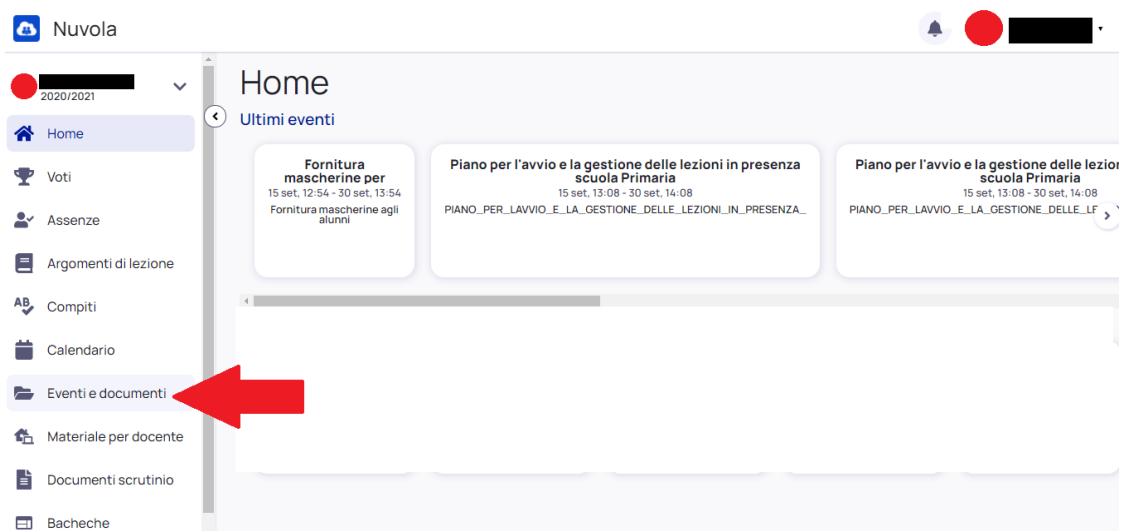 Nuvola
2020/2021
Home
Voti
Assenze
Argomenti di lezione
Compiti
Calendario
Eventi e documenti
Materiale per docente
Documenti scrutinio
Bacheche
Home
Ultimi eventi
Fornitura
mascherine per
15 set, 12:54 - 30 set, 13:54
Fornitura mascherine agli
alunni
Piano per l'avvio e la gestione delle lezioni in presenza
scuola Primaria
15 set, 13:08 - 30 set, 14:08
PIANO_PER_LAVVIO_E_LA_GESTIONE_DELLE_LEZIONI_IN_PRESENZA_
Piano per l'avvio e la gestione delle lezion
scuola Primaria
15 set, 13:08 - 30 set, 14:08
PIANO_PER_LAVVIO_E_LA_GESTIONE_DELLE_LE